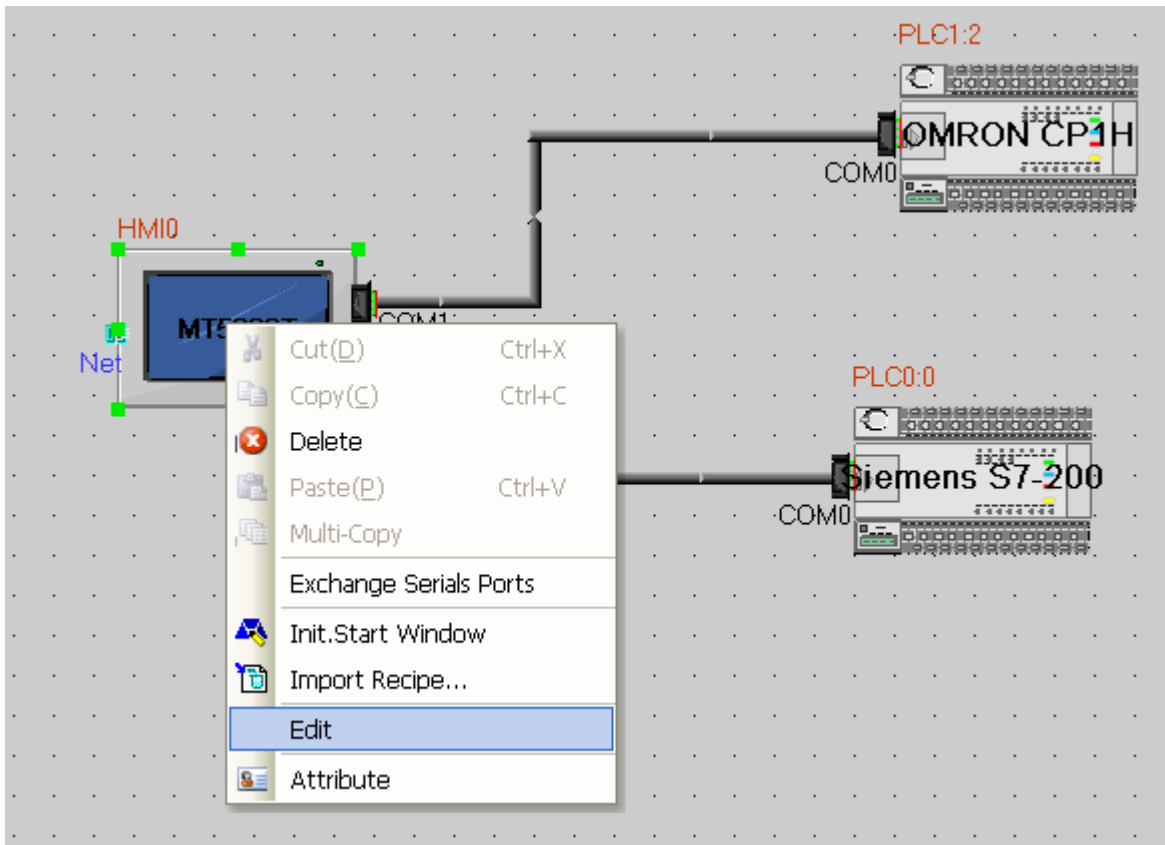 PLC1:2
OMRON CP1H
COM0
HMI0
COM1
Net
PLC0:0
Siemens S7-200
COM0
Cut(D) Ctrl+X
Copy(C) Ctrl+C
Delete
Paste(P) Ctrl+V
Multi-Copy
Exchange Serials Ports
Init.Start Window
Import Recipe...
Edit
Attribute